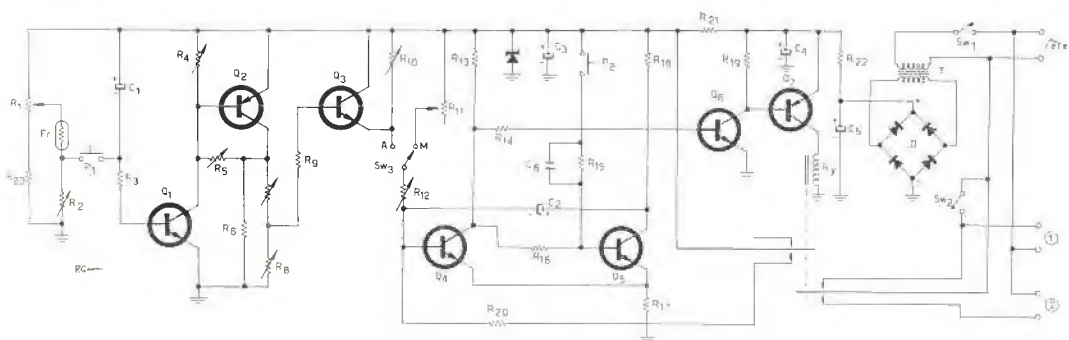 R21
Sw1
rete
R4
C3
P2
R18
C4
Q2
Q3
R10
R13
R19
Q7
R22
T
R1
C1
R11
Q6
C5
Fr
A
M
R14
D
Sw3
P1
R5
R9
C6
R19
Ry
R23
R2
R3
R12
C2
Sw2
Q1
R6
1
R8
R16
Q4
Q5
R20
2